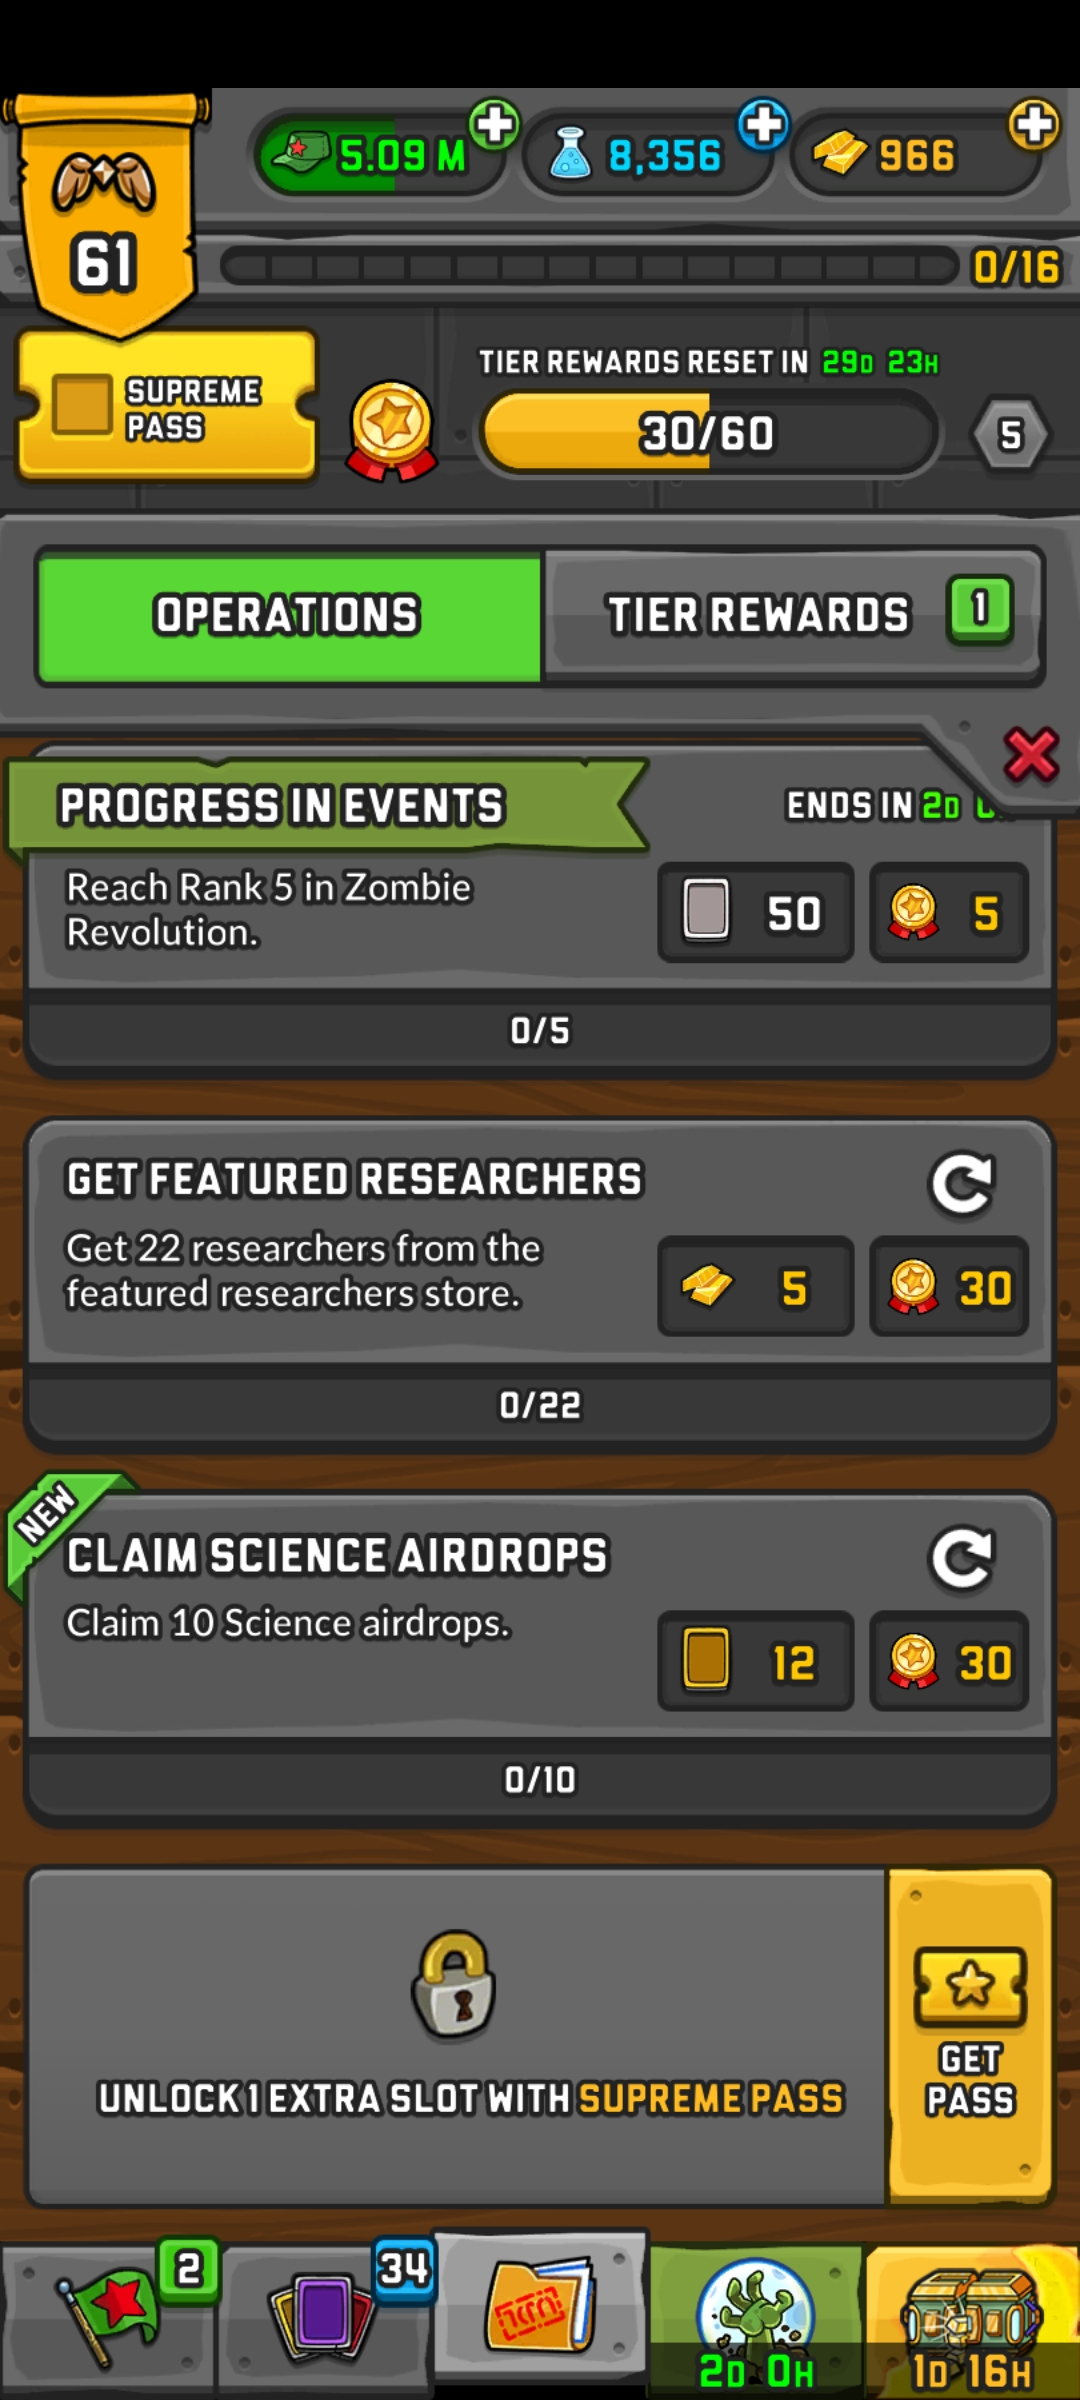 5.09 M
8,356
966
61
0/16
TIER REWARDS RESET IN 29D 23H
SUPREME
PASS
30/60
5
OPERATIONS
TIER REWARDS
1
PROGRESS IN EVENTS
ENDS IN 2D
Reach Rank 5 in Zombie
Revolution.
50
5
0/5
GET FEATURED RESEARCHERS
Get 22 researchers from the
featured researchers store.
5
30
0/22
NEW
CLAIM SCIENCE AIRDROPS
Claim 10 Science airdrops.
12
30
0/10
UNLOCK 1 EXTRA SLOT WITH SUPREME PASS
GET
PASS
2
34
2D 0H
1D 16H